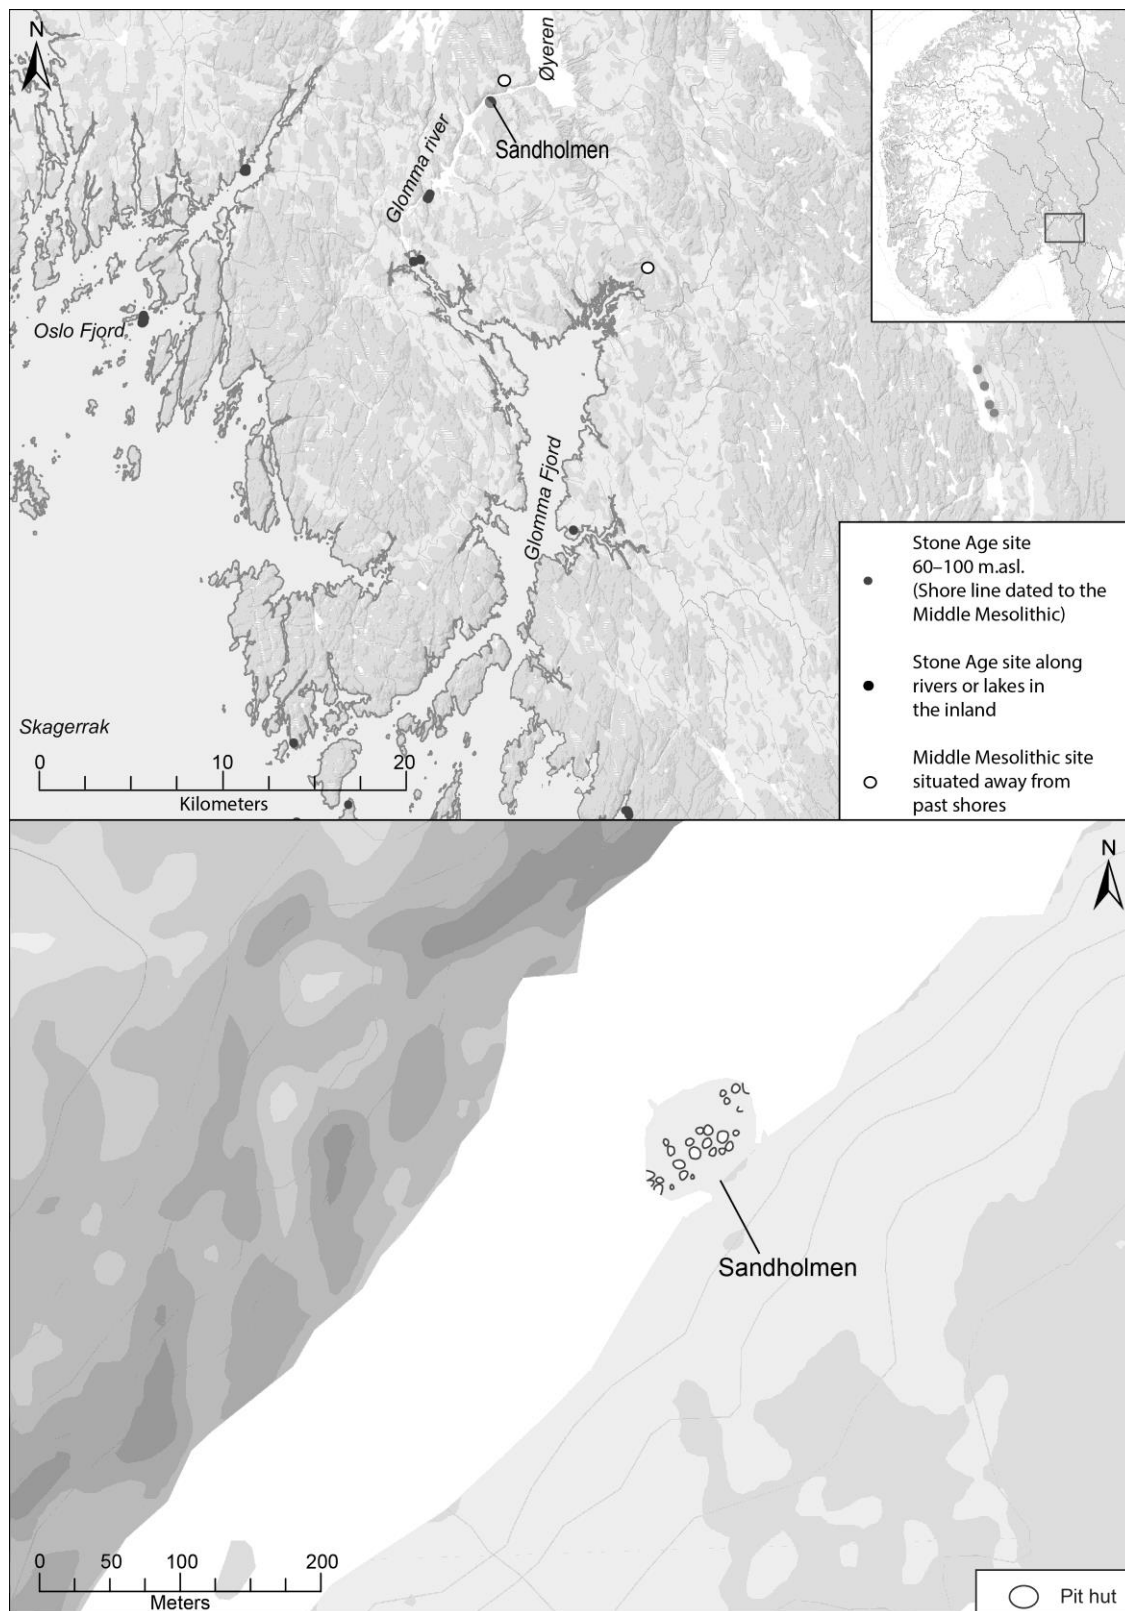 N
Øyeren
Sandholmen
Glomma river
Oslo Fjord
Glomma Fjord
Skagerrak
0 10 20
Kilometers
Stone Age site
60–100 m.asl.
(Shore line dated to the
Middle Mesolithic)
Stone Age site along
rivers or lakes in
the inland
Middle Mesolithic site
situated away from
past shores
N
Sandholmen
0 50 100 200
Meters
Pit hut